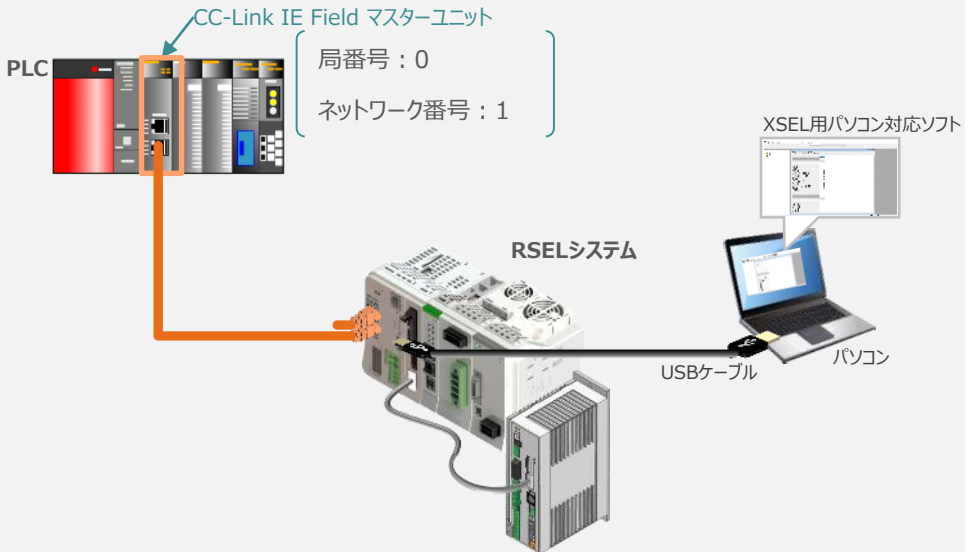 CC-Link IE Field マスターユニット
PLC
局番号：0
ネットワーク番号：1
XSEL用パソコン対応ソフト
RSELシステム
USBケーブル
パソコン